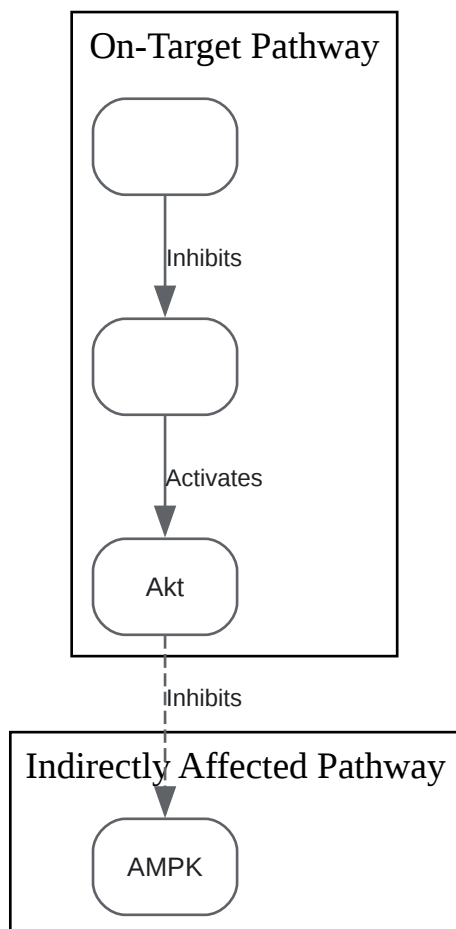 On-Target Pathway
Inhibits
Activates
Akt
Inhibits
Indirectly Affected Pathway
AMPK